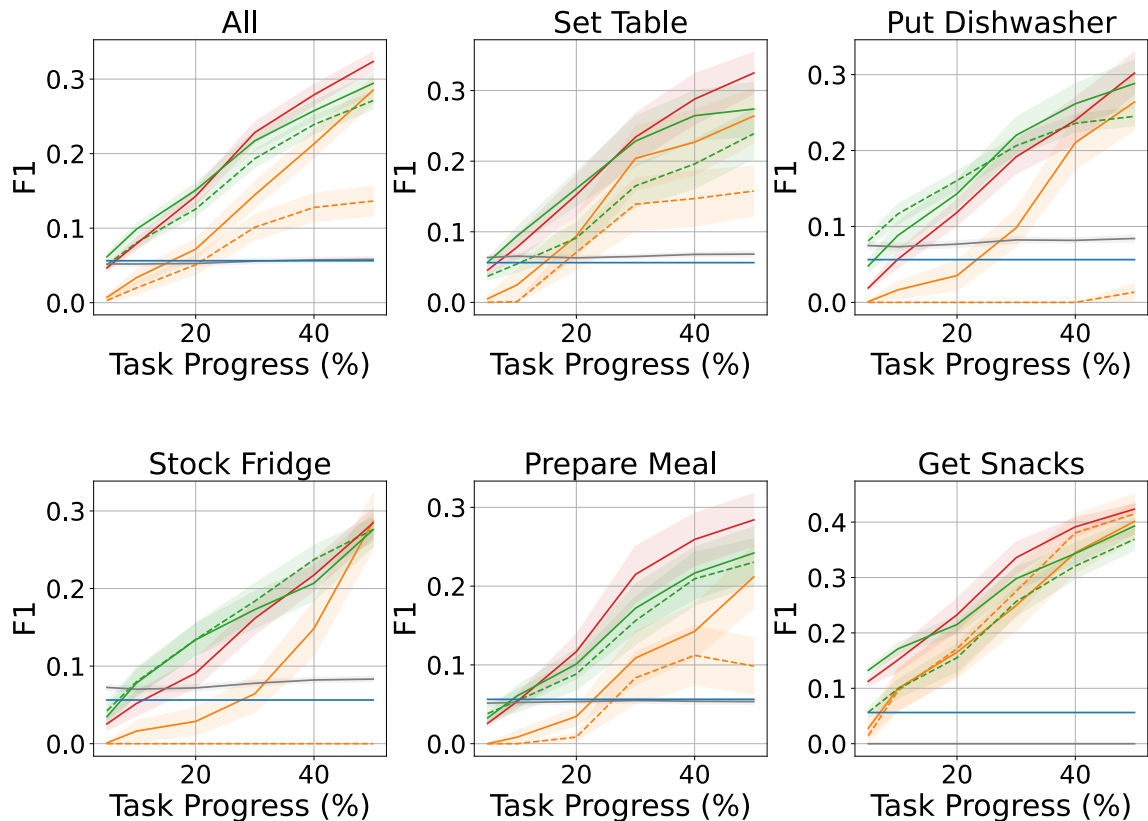 All
Set Table
Put Dishwasher
F1
0.3
0.2
0.1
0.0
20
40
Task Progress (%)
F1
0.3
0.2
0.1
0.0
20
40
Task Progress (%)
F1
0.3
0.2
0.1
0.0
20
40
Task Progress (%)
Stock Fridge
Prepare Meal
Get Snacks
F1
0.3
0.2
0.1
0.0
20
40
Task Progress (%)
F1
0.3
0.2
0.1
0.0
20
40
Task Progress (%)
F1
0.4
0.3
0.2
0.1
0.0
20
40
Task Progress (%)